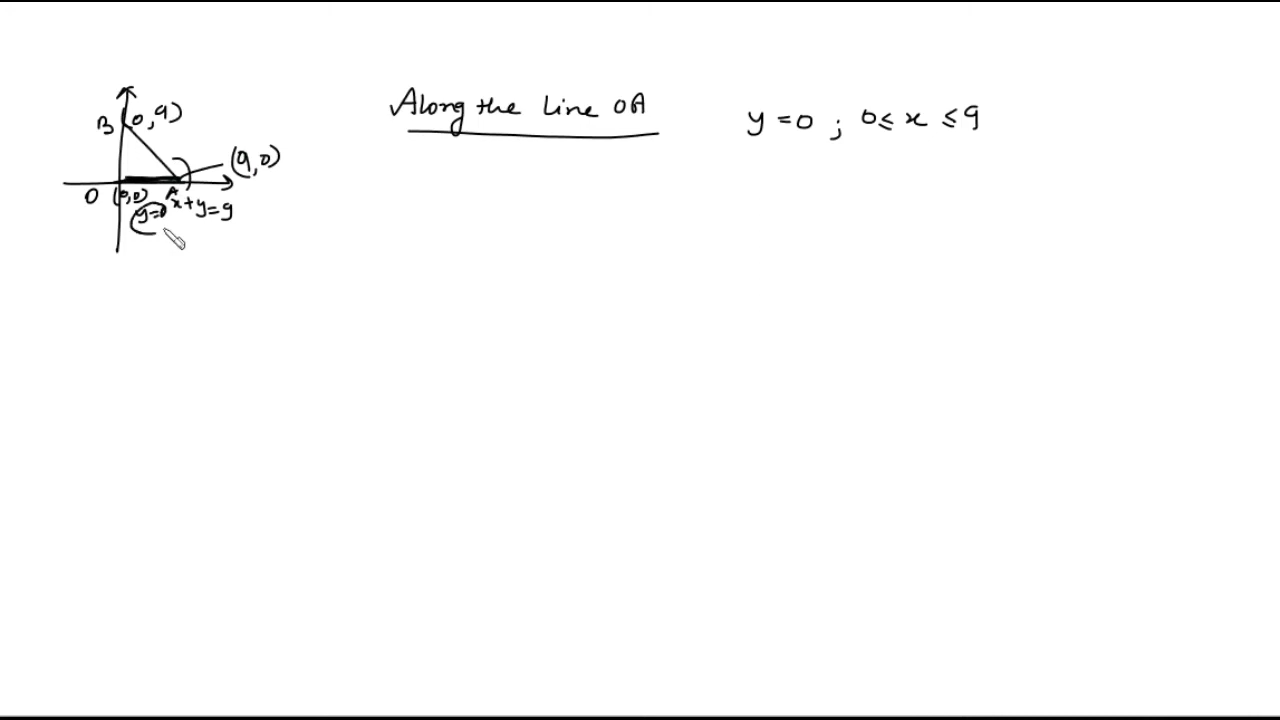 B (0,9)
(9,0)
O (0,0) A
x+y=9
y=0
Along the Line OA
y=0 ; 0≤ x ≤9